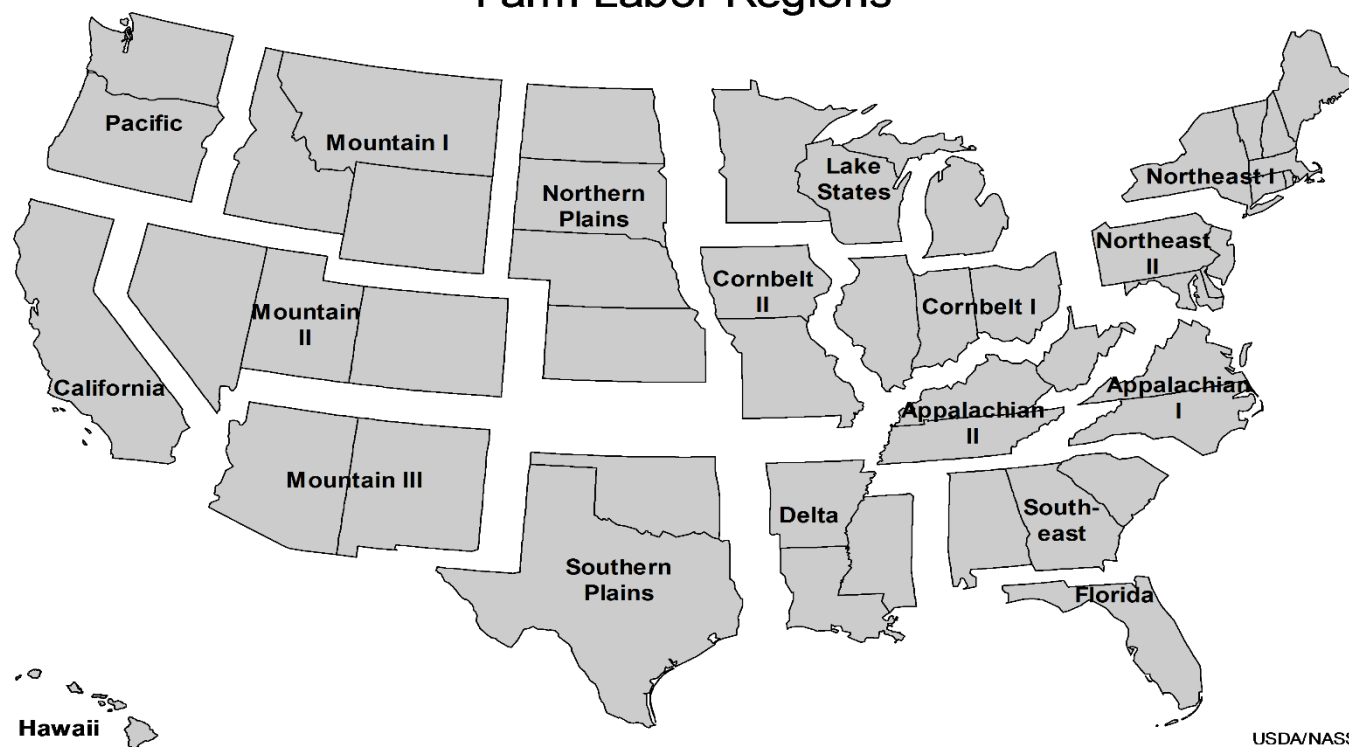 Farm Labor Regions
Pacific
Mountain I
Northern
Plains
Lake
States
Northeast I
Northeast
II
Cornbelt
II
Cornbelt I
Mountain
II
California
Appalachian
I
Appalachian
II
Mountain III
Delta
South-
east
Southern
Plains
Florida
Hawaii
USDA/NASS